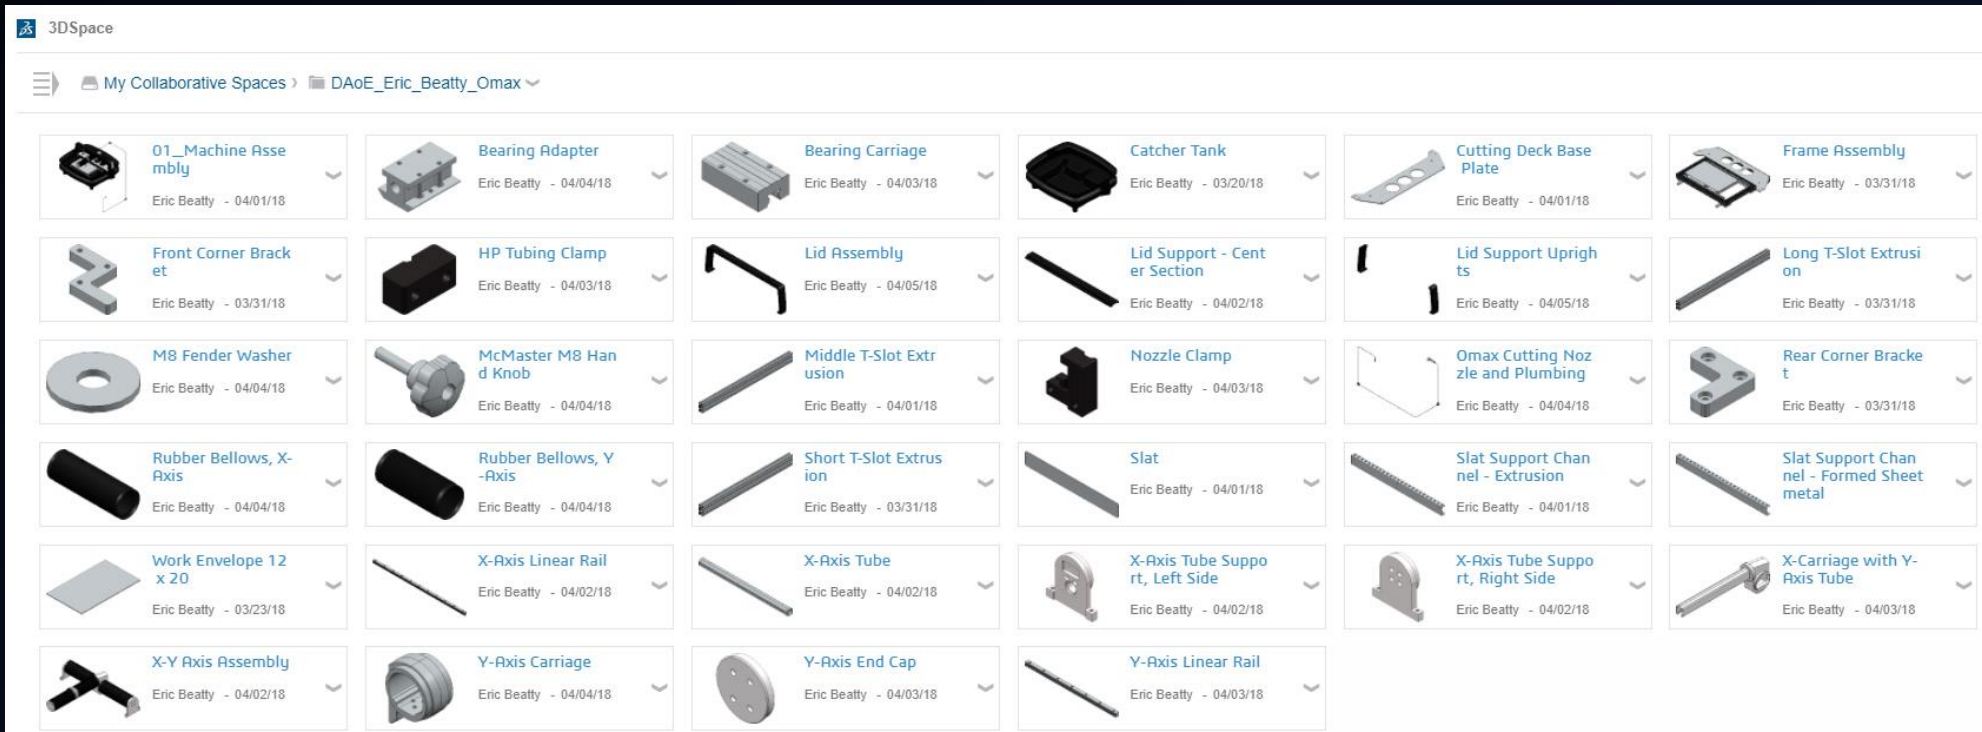 3DSpace
My Collaborative Spaces
DAoE_Eric_Beatty_Omax
01_Machine Asse
mbly
Eric Beatty - 04/01/18
Bearing Adapter
Eric Beatty - 04/04/18
Bearing Carriage
Eric Beatty - 04/03/18
Catcher Tank
Eric Beatty - 03/20/18
Cutting Deck Base
Plate
Eric Beatty - 04/01/18
Frame Assembly
Eric Beatty - 03/31/18
Front Corner Brack
et
Eric Beatty - 03/31/18
HP Tubing Clamp
Eric Beatty - 04/03/18
Lid Assembly
Eric Beatty - 04/05/18
Lid Support - Cent
er Section
Eric Beatty - 04/02/18
Lid Support Uprigh
ts
Eric Beatty - 04/05/18
Long T-Slot Extrusi
on
Eric Beatty - 03/31/18
M8 Fender Washer
Eric Beatty - 04/04/18
McMaster M8 Han
d Knob
Eric Beatty - 04/04/18
Middle T-Slot Extr
usion
Eric Beatty - 04/01/18
Nozzle Clamp
Eric Beatty - 04/03/18
Omax Cutting Noz
zle and Plumbing
Eric Beatty - 04/04/18
Rear Corner Bracke
t
Eric Beatty - 03/31/18
Rubber Bellows, X-
Axis
Eric Beatty - 04/04/18
Rubber Bellows, Y
-Axis
Eric Beatty - 04/04/18
Short T-Slot Extrus
ion
Eric Beatty - 03/31/18
Slat
Eric Beatty - 04/01/18
Slat Support Chan
nel - Extrusion
Eric Beatty - 04/01/18
Slat Support Chan
nel - Formed Sheet
metal
Work Envelope 12
x 20
Eric Beatty - 03/23/18
X-Axis Linear Rail
Eric Beatty - 04/02/18
X-Axis Tube
Eric Beatty - 04/02/18
X-Axis Tube Suppo
rt, Left Side
Eric Beatty - 04/02/18
X-Axis Tube Suppo
rt, Right Side
Eric Beatty - 04/02/18
X-Carriage with Y-
Axis Tube
Eric Beatty - 04/03/18
X-Y Axis Assembly
Eric Beatty - 04/02/18
Y-Axis Carriage
Eric Beatty - 04/04/18
Y-Axis End Cap
Eric Beatty - 04/03/18
Y-Axis Linear Rail
Eric Beatty - 04/03/18